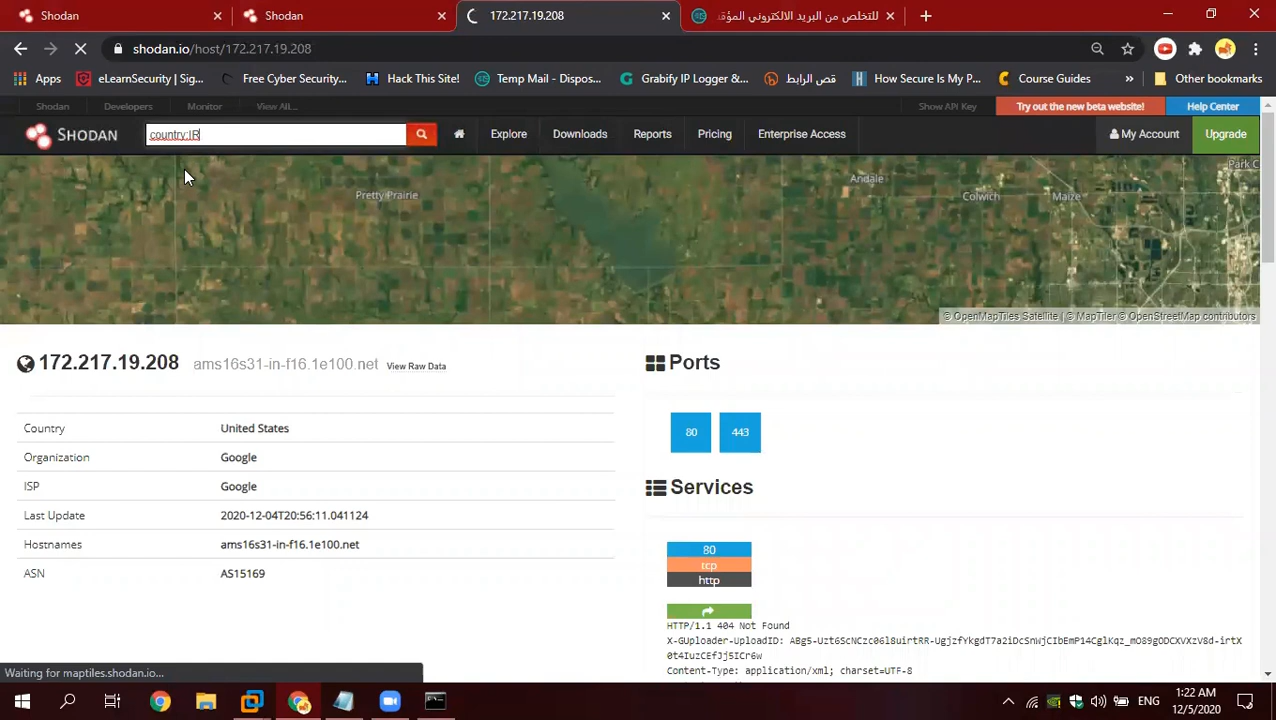 Shodan
Shodan
172.217.19.208
للتخلص من البريد الالكتروني المؤقت
shodan.io/host/172.217.19.208
Apps
eLearnSecurity | Sig...
Free Cyber Security...
Hack This Site!
Temp Mail - Dispos...
Grabify IP Logger &...
قص الرابط
How Secure Is My P...
Course Guides
»
Other bookmarks
Shodan
Developers
Monitor
View All...
Show API Key
Try out the new beta website!
Help Center
SHODAN
country:IR
Explore
Downloads
Reports
Pricing
Enterprise Access
My Account
Upgrade
Pretty Prairie
Andale
Colwich
Maize
Park C
© OpenMapTiles Satellite | © MapTiler © OpenStreetMap contributors
172.217.19.208
ams16s31-in-f16.1e100.net
View Raw Data
Country
United States
Organization
Google
ISP
Google
Last Update
2020-12-04T20:56:11.041124
Hostnames
ams16s31-in-f16.1e100.net
ASN
AS15169
Ports
80
443
Services
80
tcp
http
HTTP/1.1 404 Not Found
Content-Type: application/xml; charset=UTF-8
Waiting for maptiles.shodan.io...
ENG
1:22 AM
12/5/2020